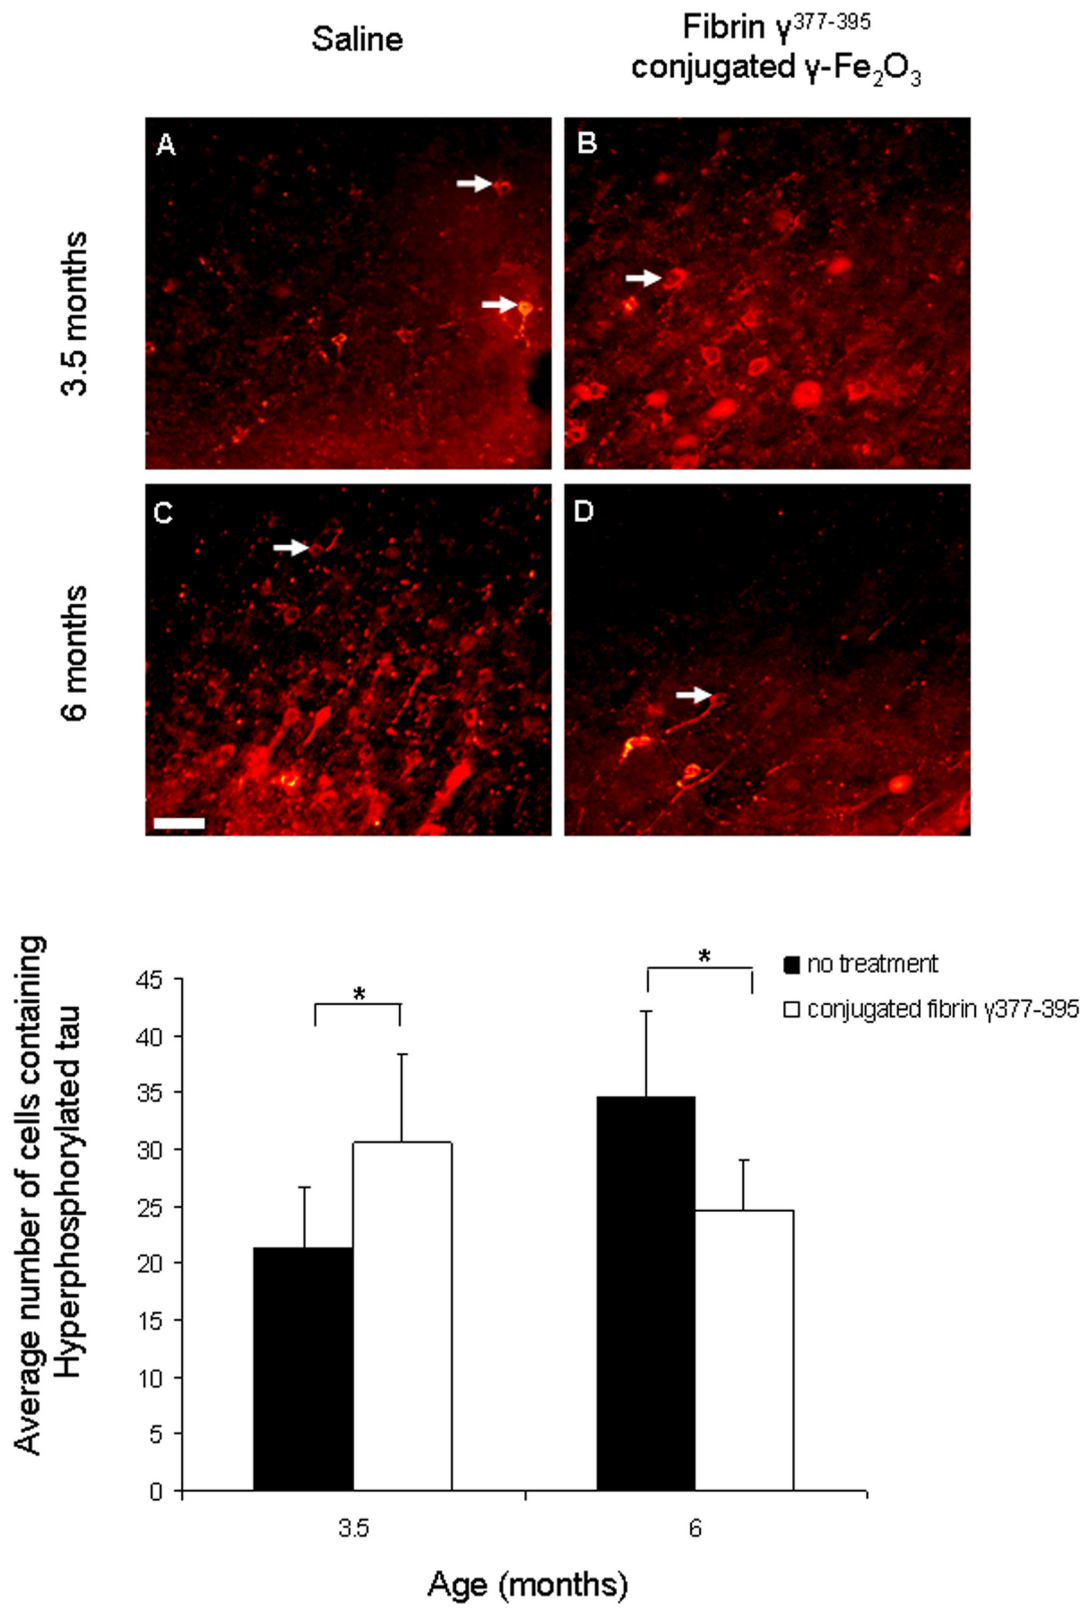 Saline
Fibrin γ³⁷⁷⁻³⁹⁵
conjugated γ-Fe₂O₃
3.5 months
A
B
6 months
C
D
Average number of cells containing
Hyperphosphorylated tau
45
40
35
30
25
20
15
10
5
0
*
*
no treatment
conjugated fibrin γ377-395
3.5
6
Age (months)